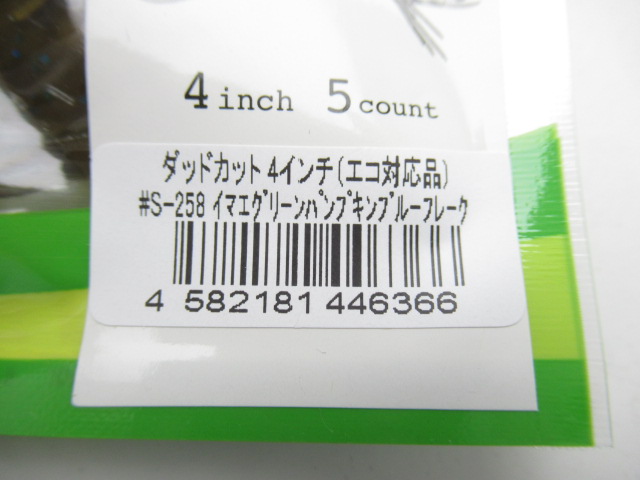 4 inch 5 count
ﾀﾞｯﾄﾞｶｯﾄ 4ｲﾝﾁ(ｴｺ対応品)
#S-258 ｲﾏｴｸﾞﾘｰﾝﾊﾟﾝﾌﾟｷﾝﾌﾞﾙｰﾌﾚｰｸ
4 582181 446366